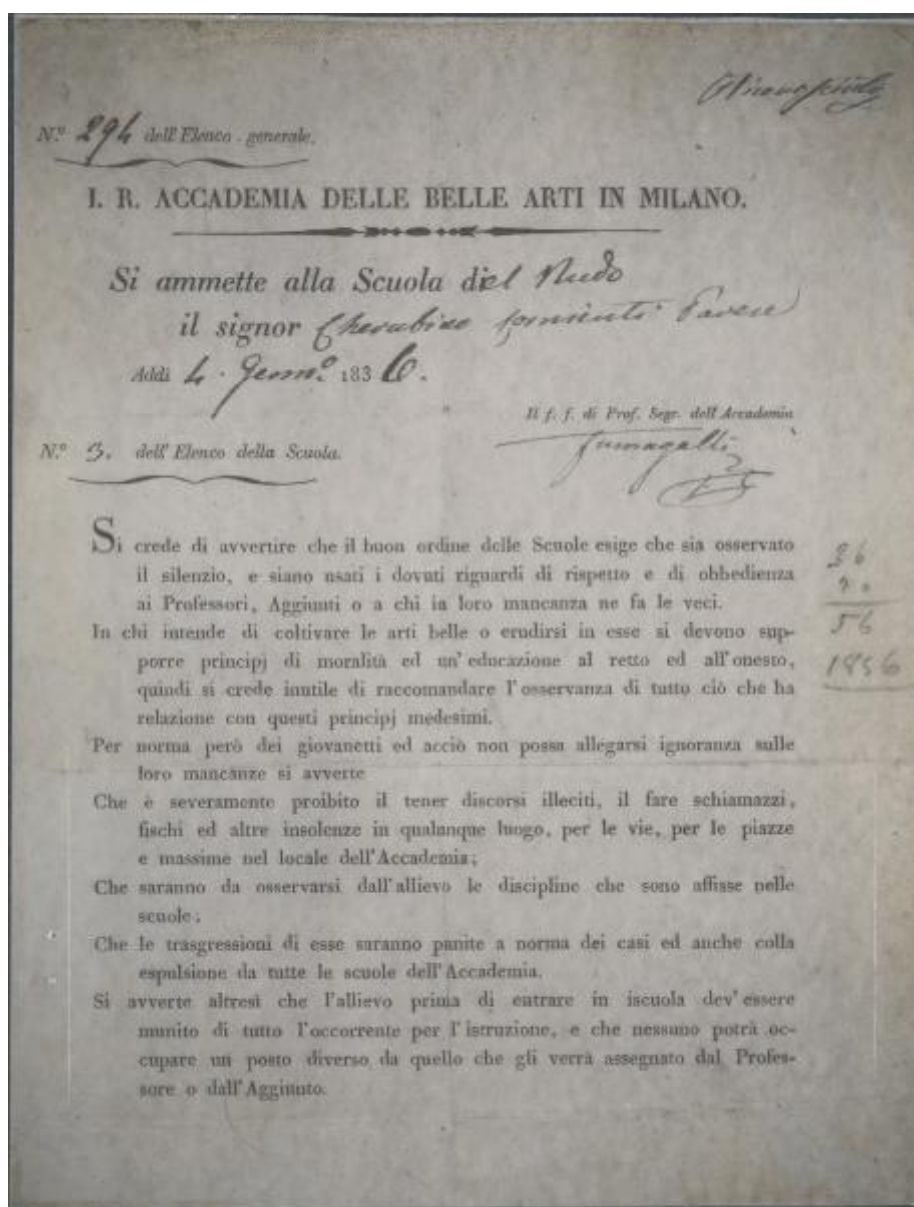 N.º 294 dell'Elenco generale.
I. R. ACCADEMIA DELLE BELLE ARTI IN MILANO.
Si ammette alla Scuola del Nudo
il signor Cherubino Cornienti Pavese
Addì 4. Genn.º 1836.
Il f. f. di Prof. Segr. dell'Accademia
Fumagalli
N.º 3. dell'Elenco della Scuola.
Si crede di avvertire che il buon ordine delle Scuole esige che sia osservato
il silenzio, e siano usati i dovuti riguardi di rispetto e di obbedienza
ai Professori, Aggiunti o a chi in loro mancanza ne fa le veci.
In chi intende di coltivare le arti belle o erudirsi in esse si devono sup-
porre principj di moralità ed un'educazione al retto ed all'onesto,
quindi si crede inutile di raccomandare l'osservanza di tutto ciò che ha
relazione con questi principj medesimi.
Per norma però dei giovanetti ed acciò non possa allegarsi ignoranza sulle
loro mancanze si avverte
Che è severamente proibito il tener discorsi illeciti, il fare schiamazzi,
fischi ed altre insolenze in qualunque luogo, per le vie, per le piazze
e massime nel locale dell'Accademia;
Che saranno da osservarsi dall'allievo le discipline che sono affisse nelle
scuole;
Che le trasgressioni di esse saranno punite a norma dei casi ed anche colla
espulsione da tutte le scuole dell'Accademia.
Si avverte altresì che l'allievo prima di entrare in iscuola dev'essere
munito di tutto l'occorrente per l'istruzione, e che nessuno potrà oc-
cupare un posto diverso da quello che gli verrà assegnato dal Profes-
sore o dall'Aggiunto.
56